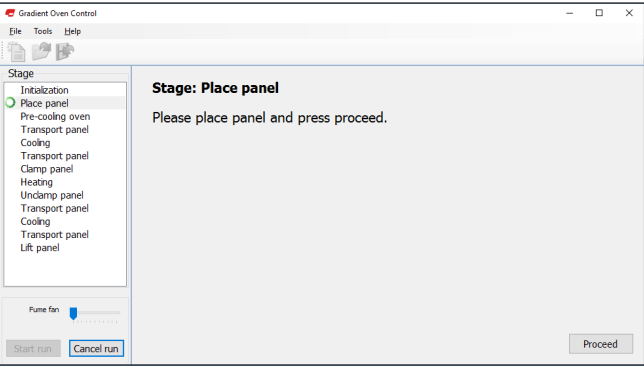 Gradient Oven Control
File Tools Help
Stage
Initialization
Place panel
Pre-cooling oven
Transport panel
Cooling
Transport panel
Clamp panel
Heating
Unclamp panel
Transport panel
Cooling
Transport panel
Lift panel
Fume fan
Start run Cancel run
Stage: Place panel
Please place panel and press proceed.
Proceed